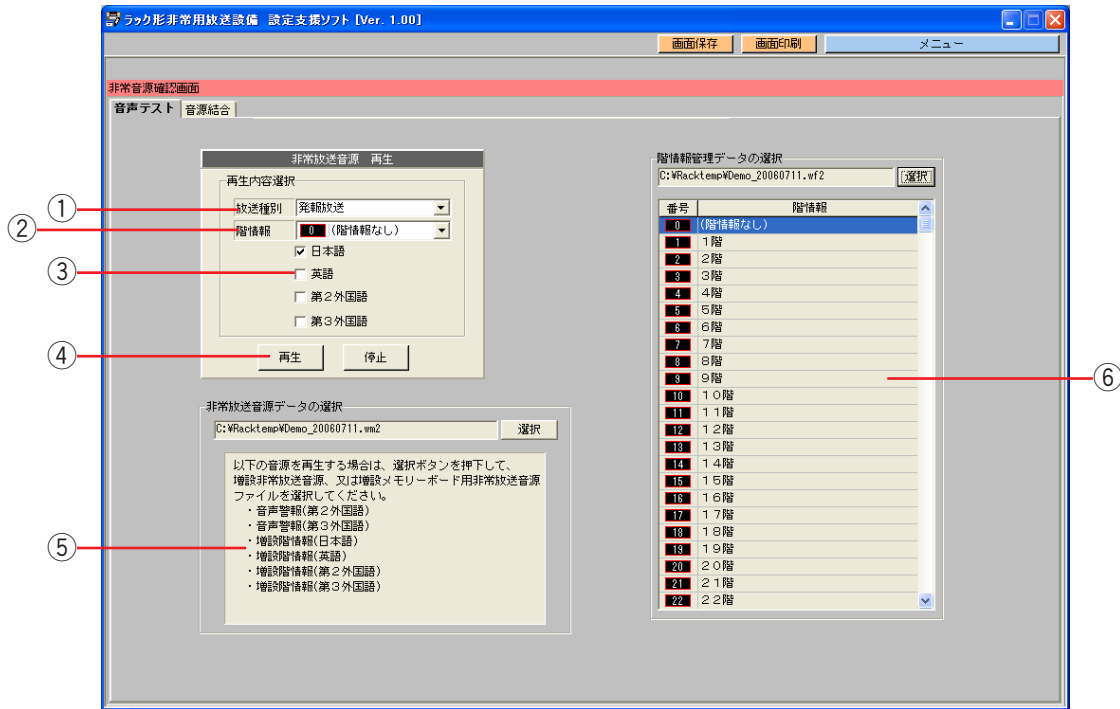 ラック形非常用放送設備 設定支援ソフト [Ver. 1.00]
画面保存
画面印刷
メニュー
非常音源確認画面
音声テスト
音源結合
非常放送音源 再生
再生内容選択
① 放送種別 発報放送
② 階情報 0 (階情報なし)
日本語
③ 英語
第２外国語
第３外国語
④ 再生 停止
非常放送音源データの選択
C:¥Racktemp¥Demo_20060711.wm2 選択
以下の音源を再生する場合は、選択ボタンを押下して、
増設非常放送音源、又は増設メモリーボード用非常放送音源
ファイルを選択してください。
・音声警報(第２外国語)
・音声警報(第３外国語)
⑤ ・増設階情報(日本語)
・増設階情報(英語)
・増設階情報(第２外国語)
・増設階情報(第３外国語)
階情報管理データの選択
C:¥Racktemp¥Demo_20060711.wf2 選択
番号 階情報
0 (階情報なし)
1 １階
2 ２階
3 ３階
4 ４階
5 ５階
6 ６階
7 ７階
8 ８階
9 ９階 ⑥
10 １０階
11 １１階
12 １２階
13 １３階
14 １４階
15 １５階
16 １６階
17 １７階
18 １８階
19 １９階
20 ２０階
21 ２１階
22 ２２階